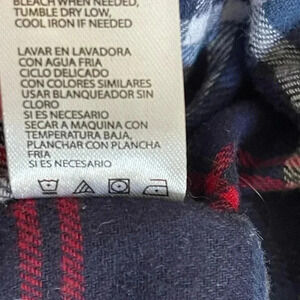 BLEACH WHEN NEEDED,
TUMBLE DRY LOW,
COOL IRON IF NEEDED
LAVAR EN LAVADORA
CON AGUA FRIA
CICLO DELICADO
CON COLORES SIMILARES
USAR BLANQUEADOR SIN
CLORO
SI ES NECESARIO
SECAR A MAQUINA CON
TEMPERATURA BAJA,
PLANCHAR CON PLANCHA
FRÍA
SI ES NECESARIO